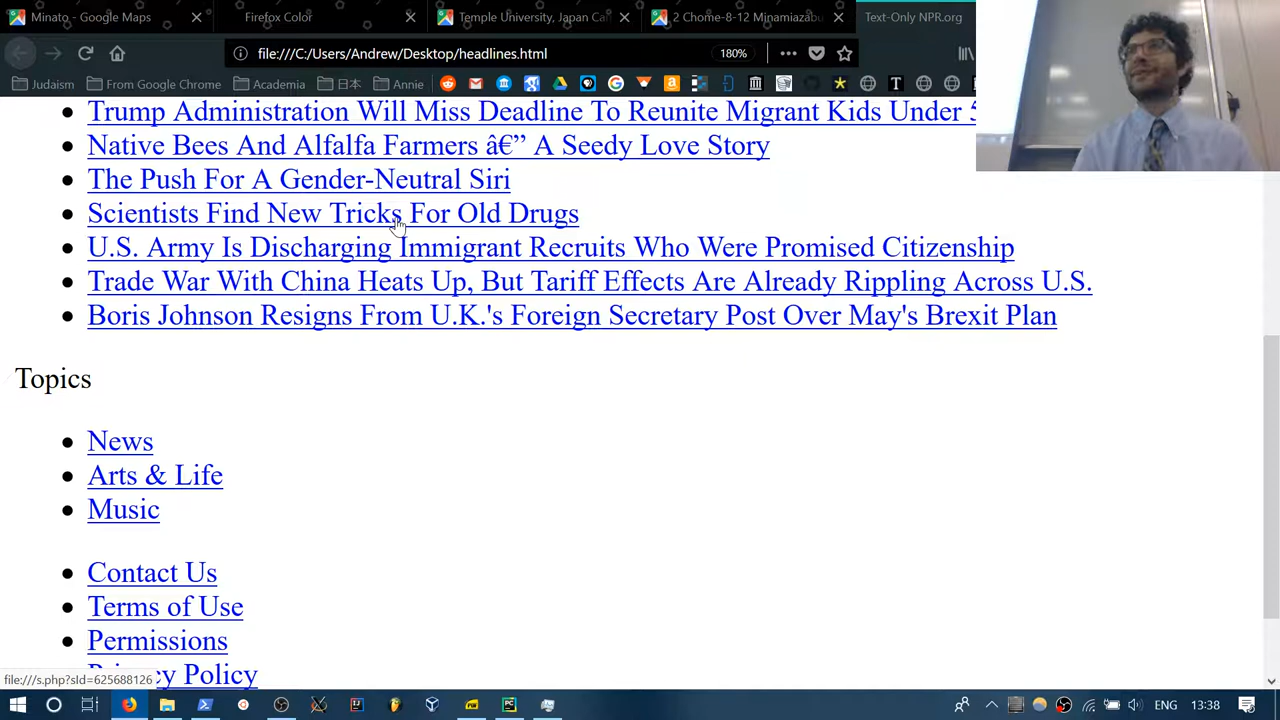 Minato - Google Maps
Firefox Color
Temple University, Japan Ca
2 Chome-8-12 Minamiazabu
Text-Only NPR.org
file:///C:/Users/Andrew/Desktop/headlines.html
180%
Judaism
From Google Chrome
Academia
日本
Annie
Trump Administration Will Miss Deadline To Reunite Migrant Kids Under 5
Native Bees And Alfalfa Farmers â€” A Seedy Love Story
The Push For A Gender-Neutral Siri
Scientists Find New Tricks For Old Drugs
U.S. Army Is Discharging Immigrant Recruits Who Were Promised Citizenship
Trade War With China Heats Up, But Tariff Effects Are Already Rippling Across U.S.
Boris Johnson Resigns From U.K.'s Foreign Secretary Post Over May's Brexit Plan
Topics
News
Arts & Life
Music
Contact Us
Terms of Use
Permissions
Privacy Policy
file:///s.php?sId=625688126
ENG
13:38